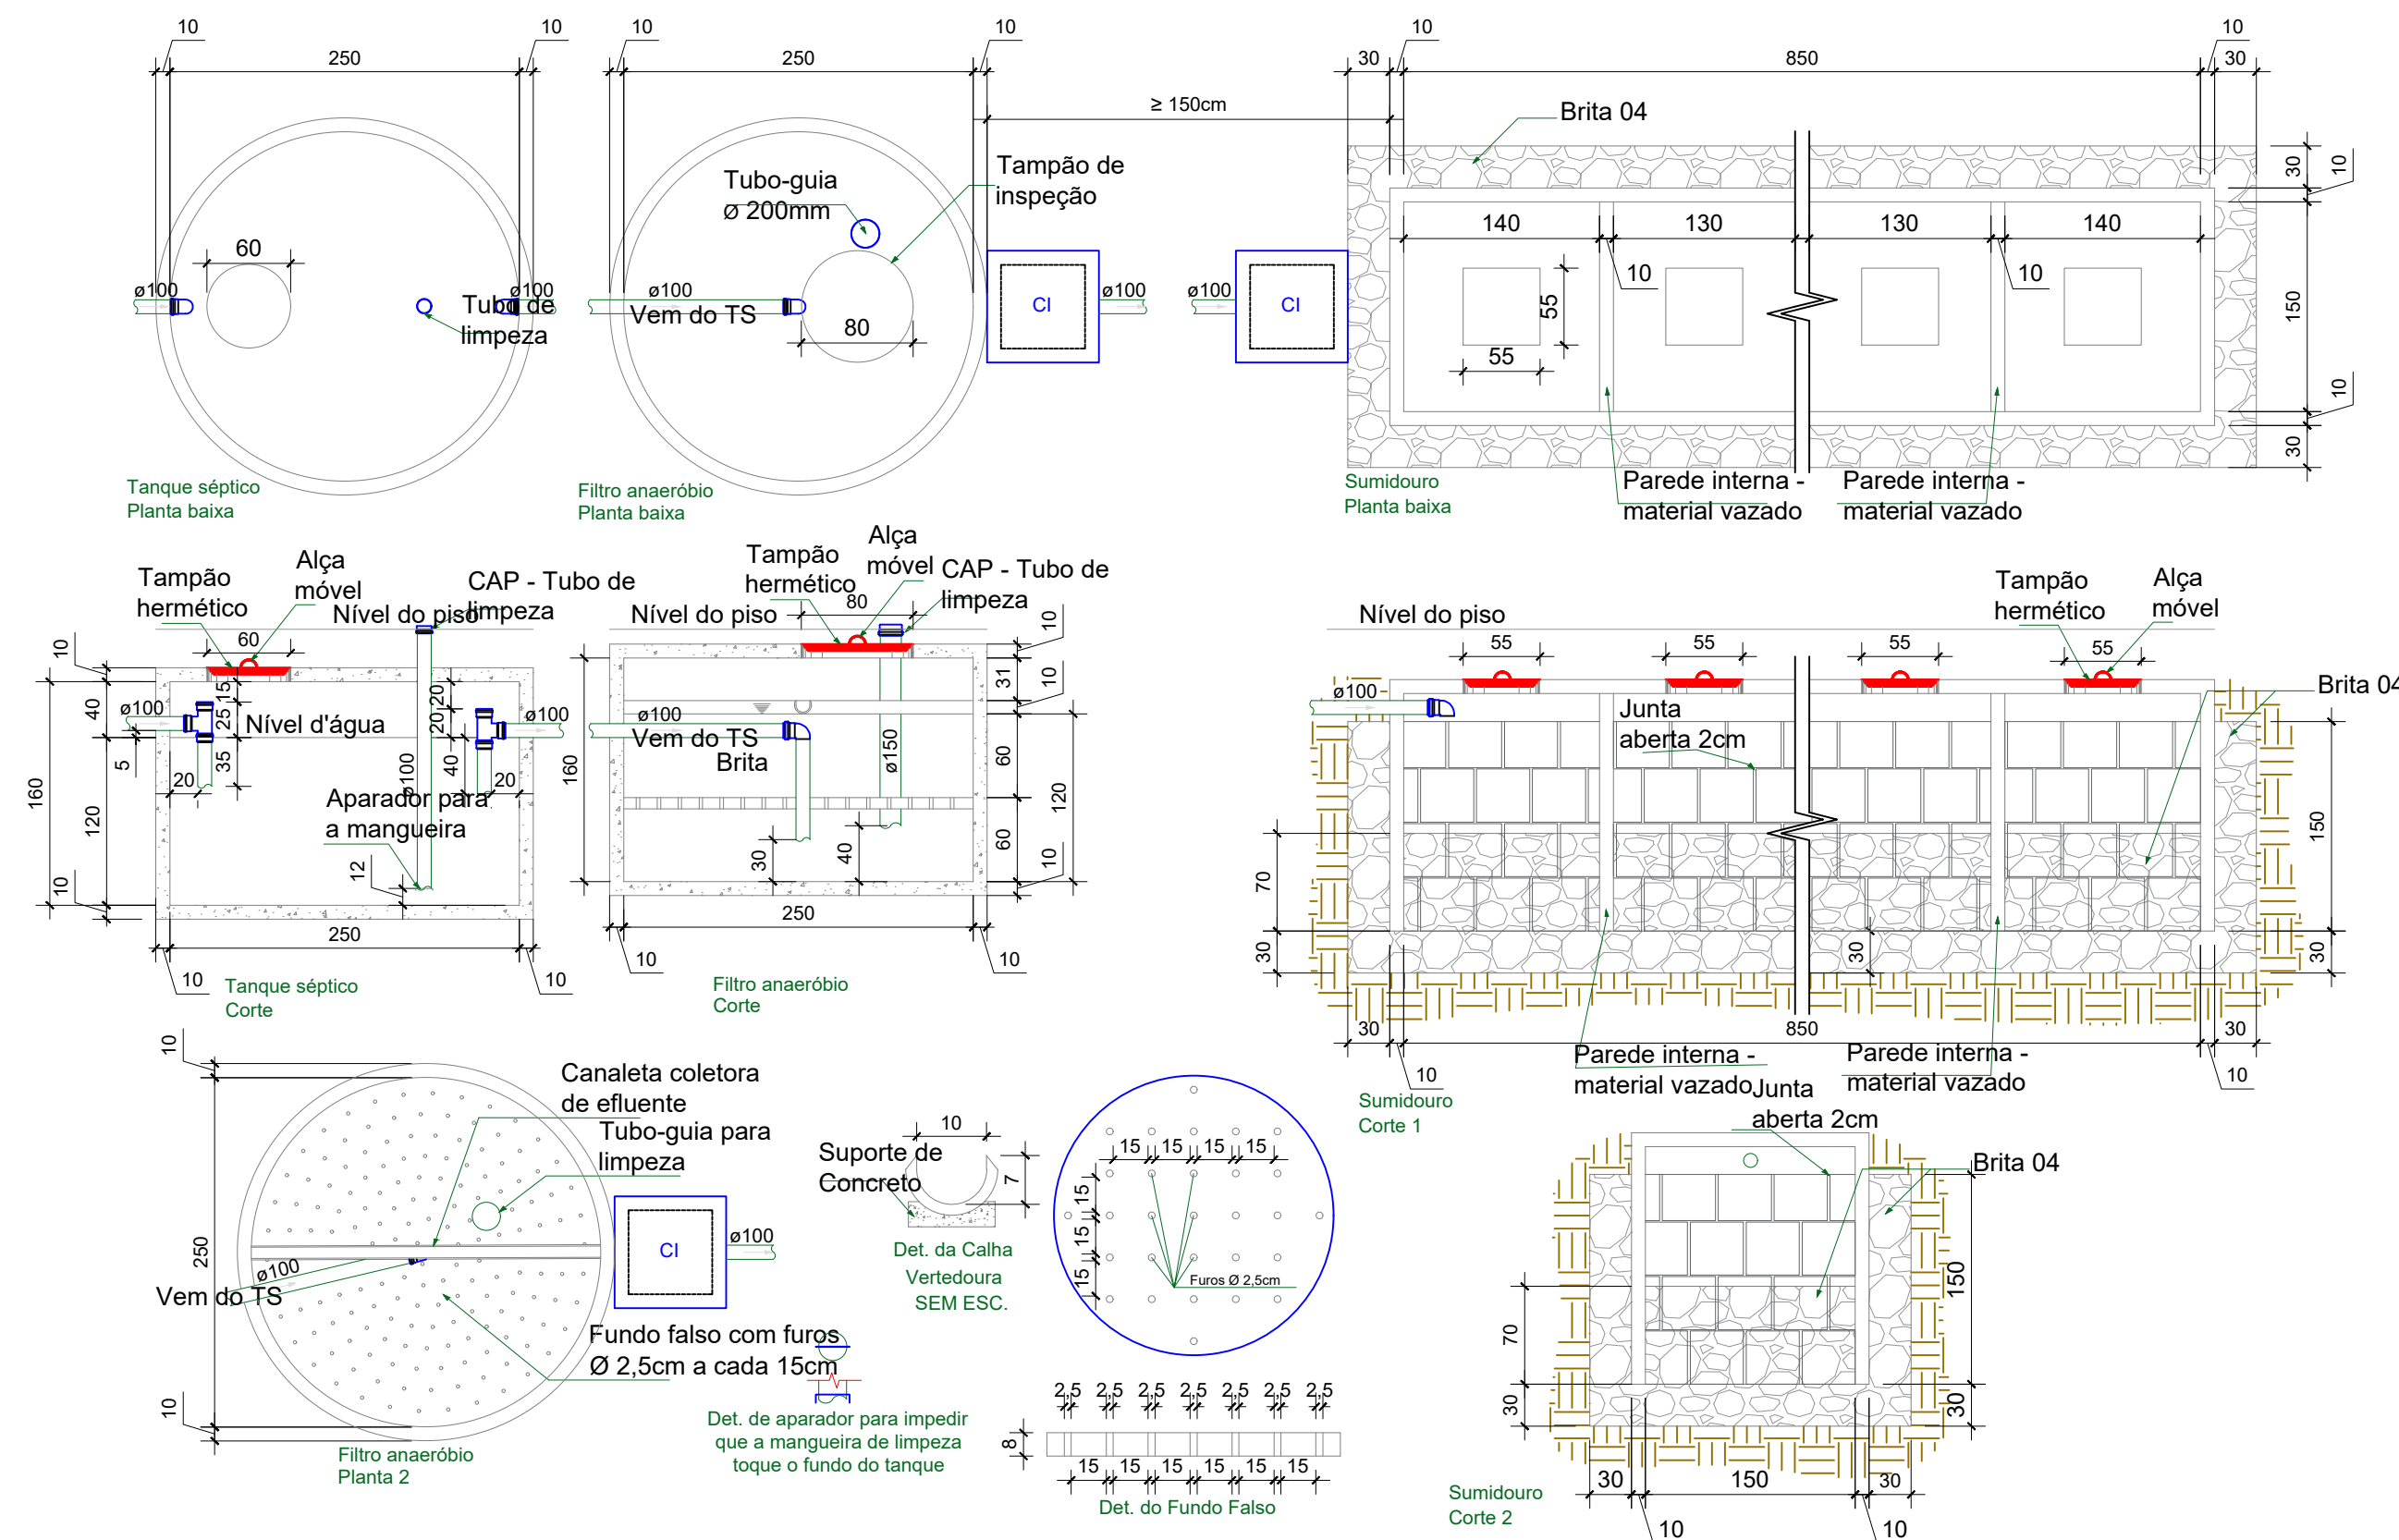 10
10
10
10
10
10
250
250
30
850
30
≥ 150cm
Brita 04
Tubo-guia
Ø 200mm
Tampão de
inspeção
30
10
140
130
130
140
60
10
10
55
150
ø100
ø100
Tubo de
limpeza
ø100
Vem do TS
80
CI
ø100
ø100
CI
55
10
30
Tanque séptico
Planta baixa
Filtro anaeróbio
Planta baixa
Sumidouro
Planta baixa
Parede interna -
material vazado
Parede interna -
material vazado
Tampão
hermético
Alça
móvel
Nível do piso
CAP - Tubo de
limpeza
10
60
40
15
25
35
20
20
40
ø100
Nível d'água
ø100
5
20
20
160
120
ø100
Aparador para
a mangueira
12
10
250
10
10
Tanque séptico
Corte
Nível do piso
Tampão
hermético
Alça
móvel
CAP - Tubo de
limpeza
80
10
31
10
ø100
Vem do TS
Brita
ø150
160
60
120
60
30
40
10
250
10
10
Filtro anaeróbio
Corte
Nível do piso
Tampão
hermético
Alça
móvel
55
55
55
55
Brita 04
ø100
Junta
aberta 2cm
150
70
30
30
30
30
850
30
10
10
Parede interna -
material vazado
Parede interna -
material vazado
Sumidouro
Corte 1
10
Canaleta coletora
de efluente
Tubo-guia para
limpeza
250
ø100
Vem do TS
CI
ø100
Fundo falso com furos
Ø 2,5cm a cada 15cm
10
Filtro anaeróbio
Planta 2
10
Suporte de
Concreto
7
Det. da Calha
Vertedoura
SEM ESC.
Det. de aparador para impedir
que a mangueira de limpeza
toque o fundo do tanque
15
15
15
15
15
15
15
Furos Ø 2,5cm
2,5
2,5
2,5
2,5
2,5
2,5
2,5
8
15
15
15
15
15
15
Det. do Fundo Falso
Junta
aberta 2cm
Brita 04
150
70
30
30
30
150
30
10
10
Sumidouro
Corte 2